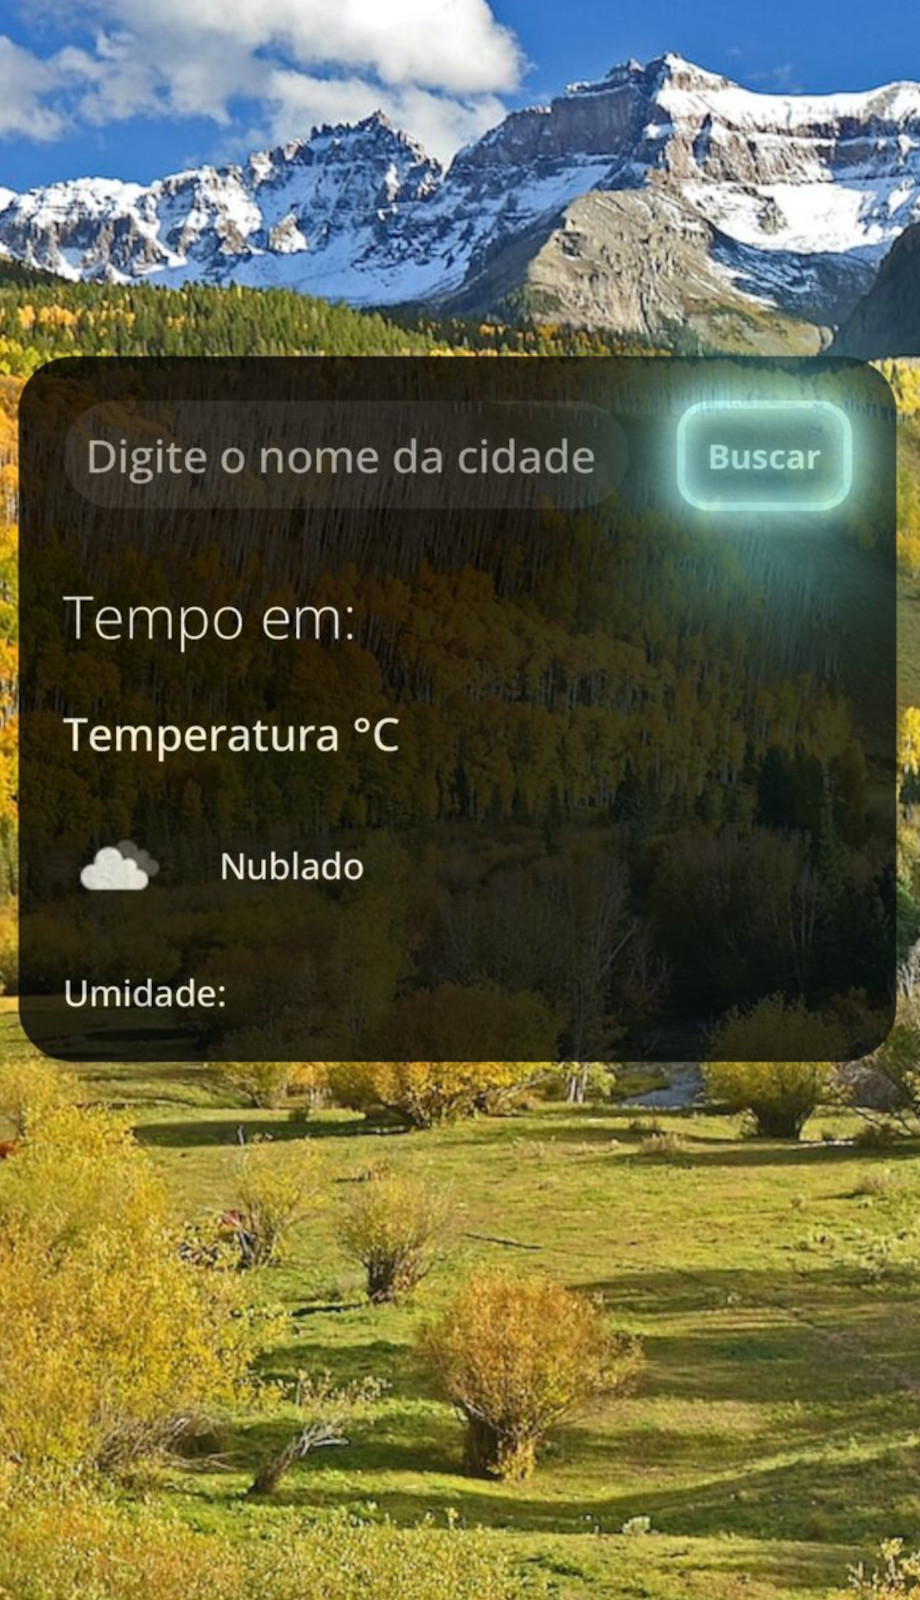 Digite o nome da cidade
Buscar
Tempo em:
Temperatura °C
Nublado
Umidade: